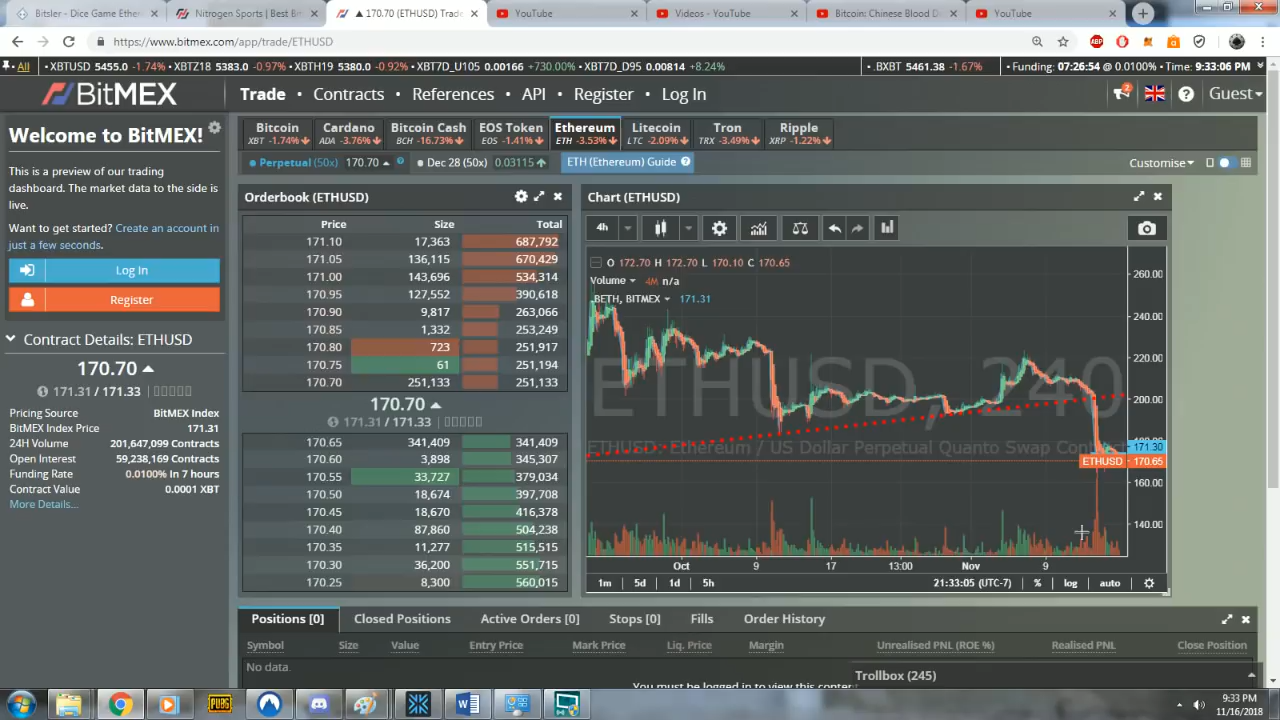 Bitsler - Dice Game Ethe
Nitrogen Sports | Best Bit
▲ 170.70 (ETHUSD) Trade
YouTube
Videos - YouTube
Bitcoin: Chinese Blood D
YouTube
https://www.bitmex.com/app/trade/ETHUSD
All
XBTUSD 5455.0 -1.74%
XBTZ18 5383.0 -0.97%
XBTH19 5380.0 -0.92%
XBT7D_U105 0.00166 +730.00%
XBT7D_D95 0.00814 +8.24%
.BXBT 5461.38 -1.67%
Funding: 07:26:54 @ 0.0100%
Time: 9:33:06 PM
BitMEX
Trade
Contracts
References
API
Register
Log In
2
Guest
Welcome to BitMEX!
This is a preview of our trading
dashboard. The market data to the side is
live.
Want to get started? Create an account in
just a few seconds.
Log In
Register
Contract Details: ETHUSD
170.70
171.31 / 171.33
Pricing Source BitMEX Index
BitMEX Index Price 171.31
24H Volume 201,647,099 Contracts
Open Interest 59,238,169 Contracts
Funding Rate 0.0100% In 7 hours
Contract Value 0.0001 XBT
More Details...
Bitcoin
XBT -1.74%
Cardano
ADA -3.76%
Bitcoin Cash
BCH -16.73%
EOS Token
EOS -1.41%
Ethereum
ETH -3.53%
Litecoin
LTC -2.09%
Tron
TRX -3.49%
Ripple
XRP -1.22%
Perpetual (50x) 170.70
Dec 28 (50x) 0.03115
ETH (Ethereum) Guide
Customise
Orderbook (ETHUSD)
Price Size Total
171.10 17,363 687,792
171.05 136,115 670,429
171.00 143,696 534,314
170.95 127,552 390,618
170.90 9,817 263,066
170.85 1,332 253,249
170.80 723 251,917
170.75 61 251,194
170.70 251,133 251,133
170.70
171.31 / 171.33
170.65 341,409 341,409
170.60 3,898 345,307
170.55 33,727 379,034
170.50 18,674 397,708
170.45 18,670 416,378
170.40 87,860 504,238
170.35 11,277 515,515
170.30 36,200 551,715
170.25 8,300 560,015
Chart (ETHUSD)
4h
O 172.70 H 172.70 L 170.10 C 170.65
Volume 4M n/a
.BETH, BITMEX 171.31
ETHUSD, 240
ETHUSD: Ethereum / US Dollar Perpetual Quanto Swap Contract
260.00
240.00
220.00
200.00
180.00
171.30
ETHUSD 170.65
160.00
140.00
Oct 9 17 13:00 Nov 9
1m 5d 1d 5h
21:33:05 (UTC-7) % log auto
Positions [0]
Closed Positions
Active Orders [0]
Stops [0]
Fills
Order History
Symbol Size Value Entry Price Mark Price Liq. Price Margin Unrealised PNL (ROE %) Realised PNL Close Position
No data.
You must be logged in to view this conten
Trollbox (245)
PUBG
9:33 PM
11/16/2018